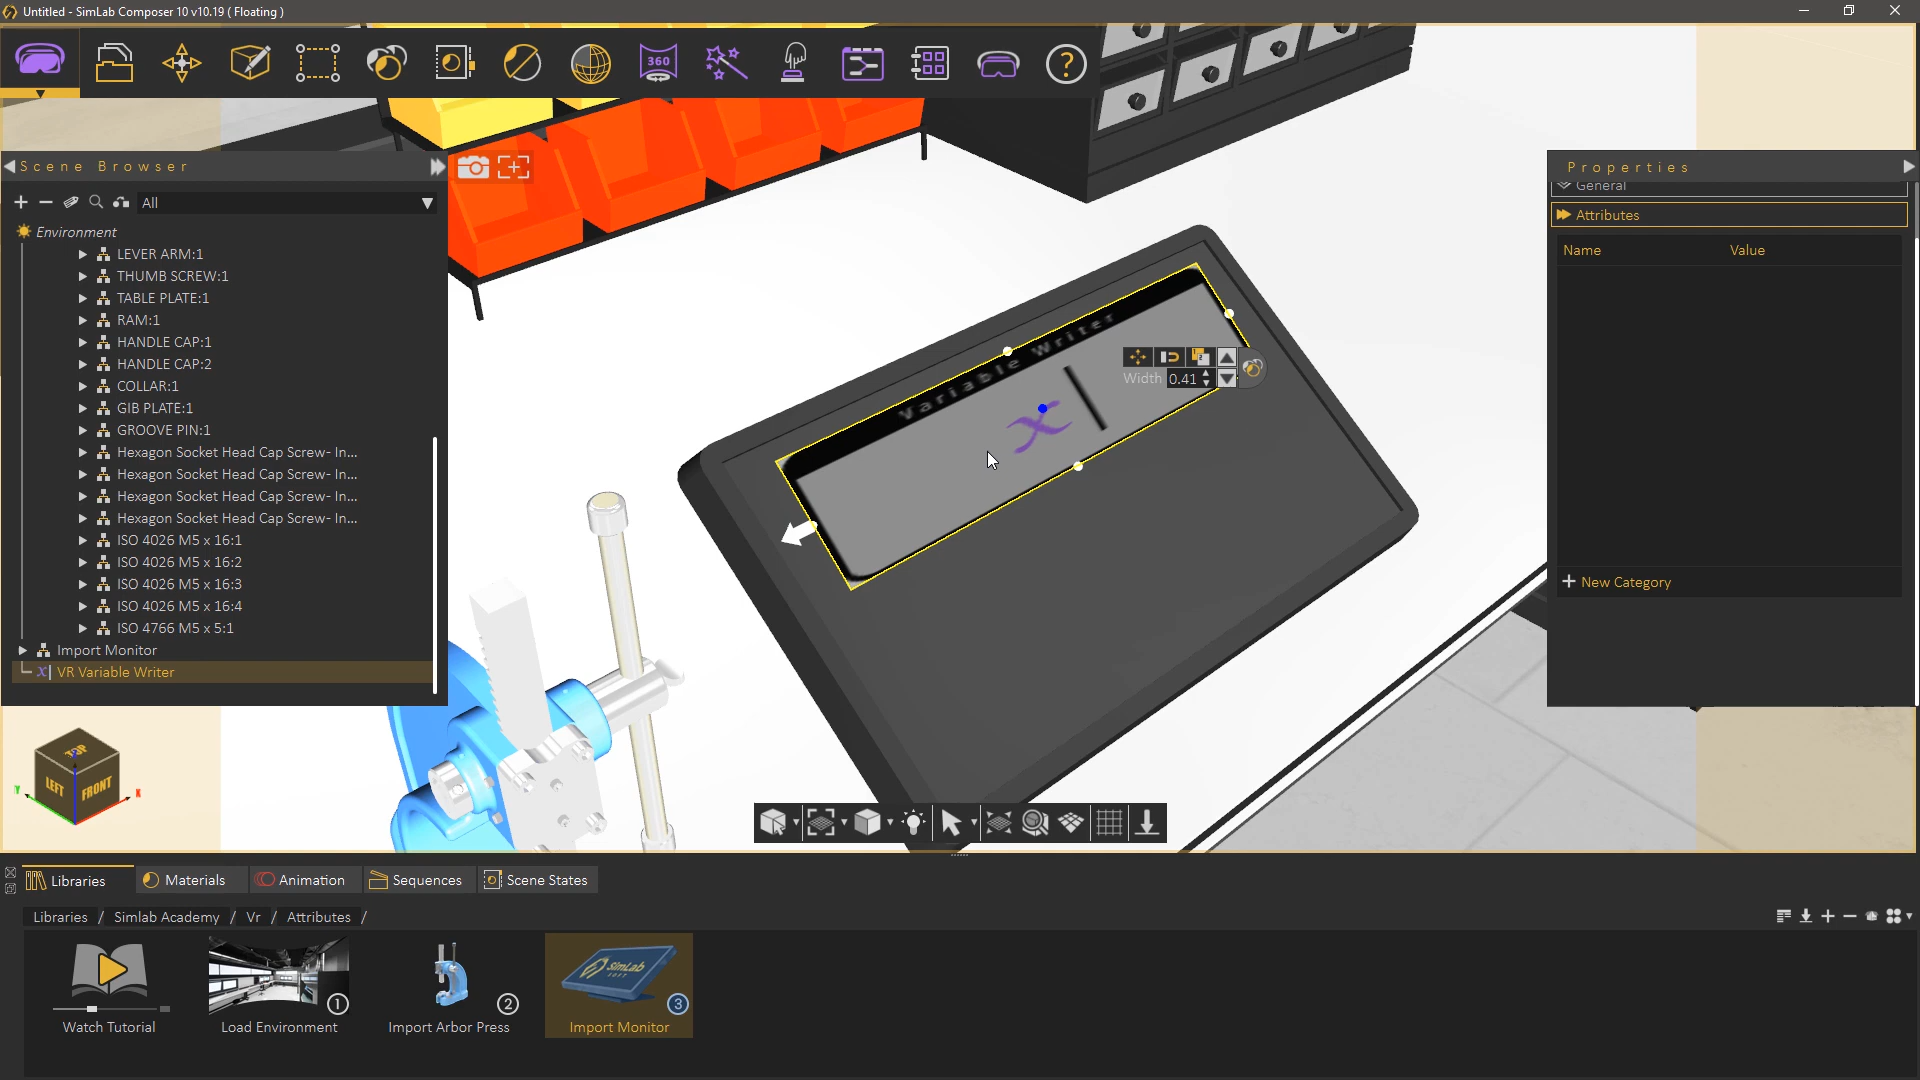 Untitled - SimLab Composer 10 v10.19 ( Floating )
360
?
Scene Browser
Properties
All
General
Environment
Attributes
Name
Value
LEVER ARM:1
THUMB SCREW:1
TABLE PLATE:1
RAM:1
HANDLE CAP:1
HANDLE CAP:2
COLLAR:1
GIB PLATE:1
GROOVE PIN:1
Hexagon Socket Head Cap Screw- In...
Hexagon Socket Head Cap Screw- In...
Hexagon Socket Head Cap Screw- In...
Hexagon Socket Head Cap Screw- In...
ISO 4026 M5 x 16:1
ISO 4026 M5 x 16:2
ISO 4026 M5 x 16:3
ISO 4026 M5 x 16:4
ISO 4766 M5 x 5:1
Import Monitor
VR Variable Writer
Variable Writer
x
Width 0.41
New Category
TOP
LEFT
FRONT
Y
X
Libraries
Materials
Animation
Sequences
Scene States
Libraries / Simlab Academy / Vr / Attributes /
Watch Tutorial
1
Load Environment
2
Import Arbor Press
SimLab
SOFT
3
Import Monitor